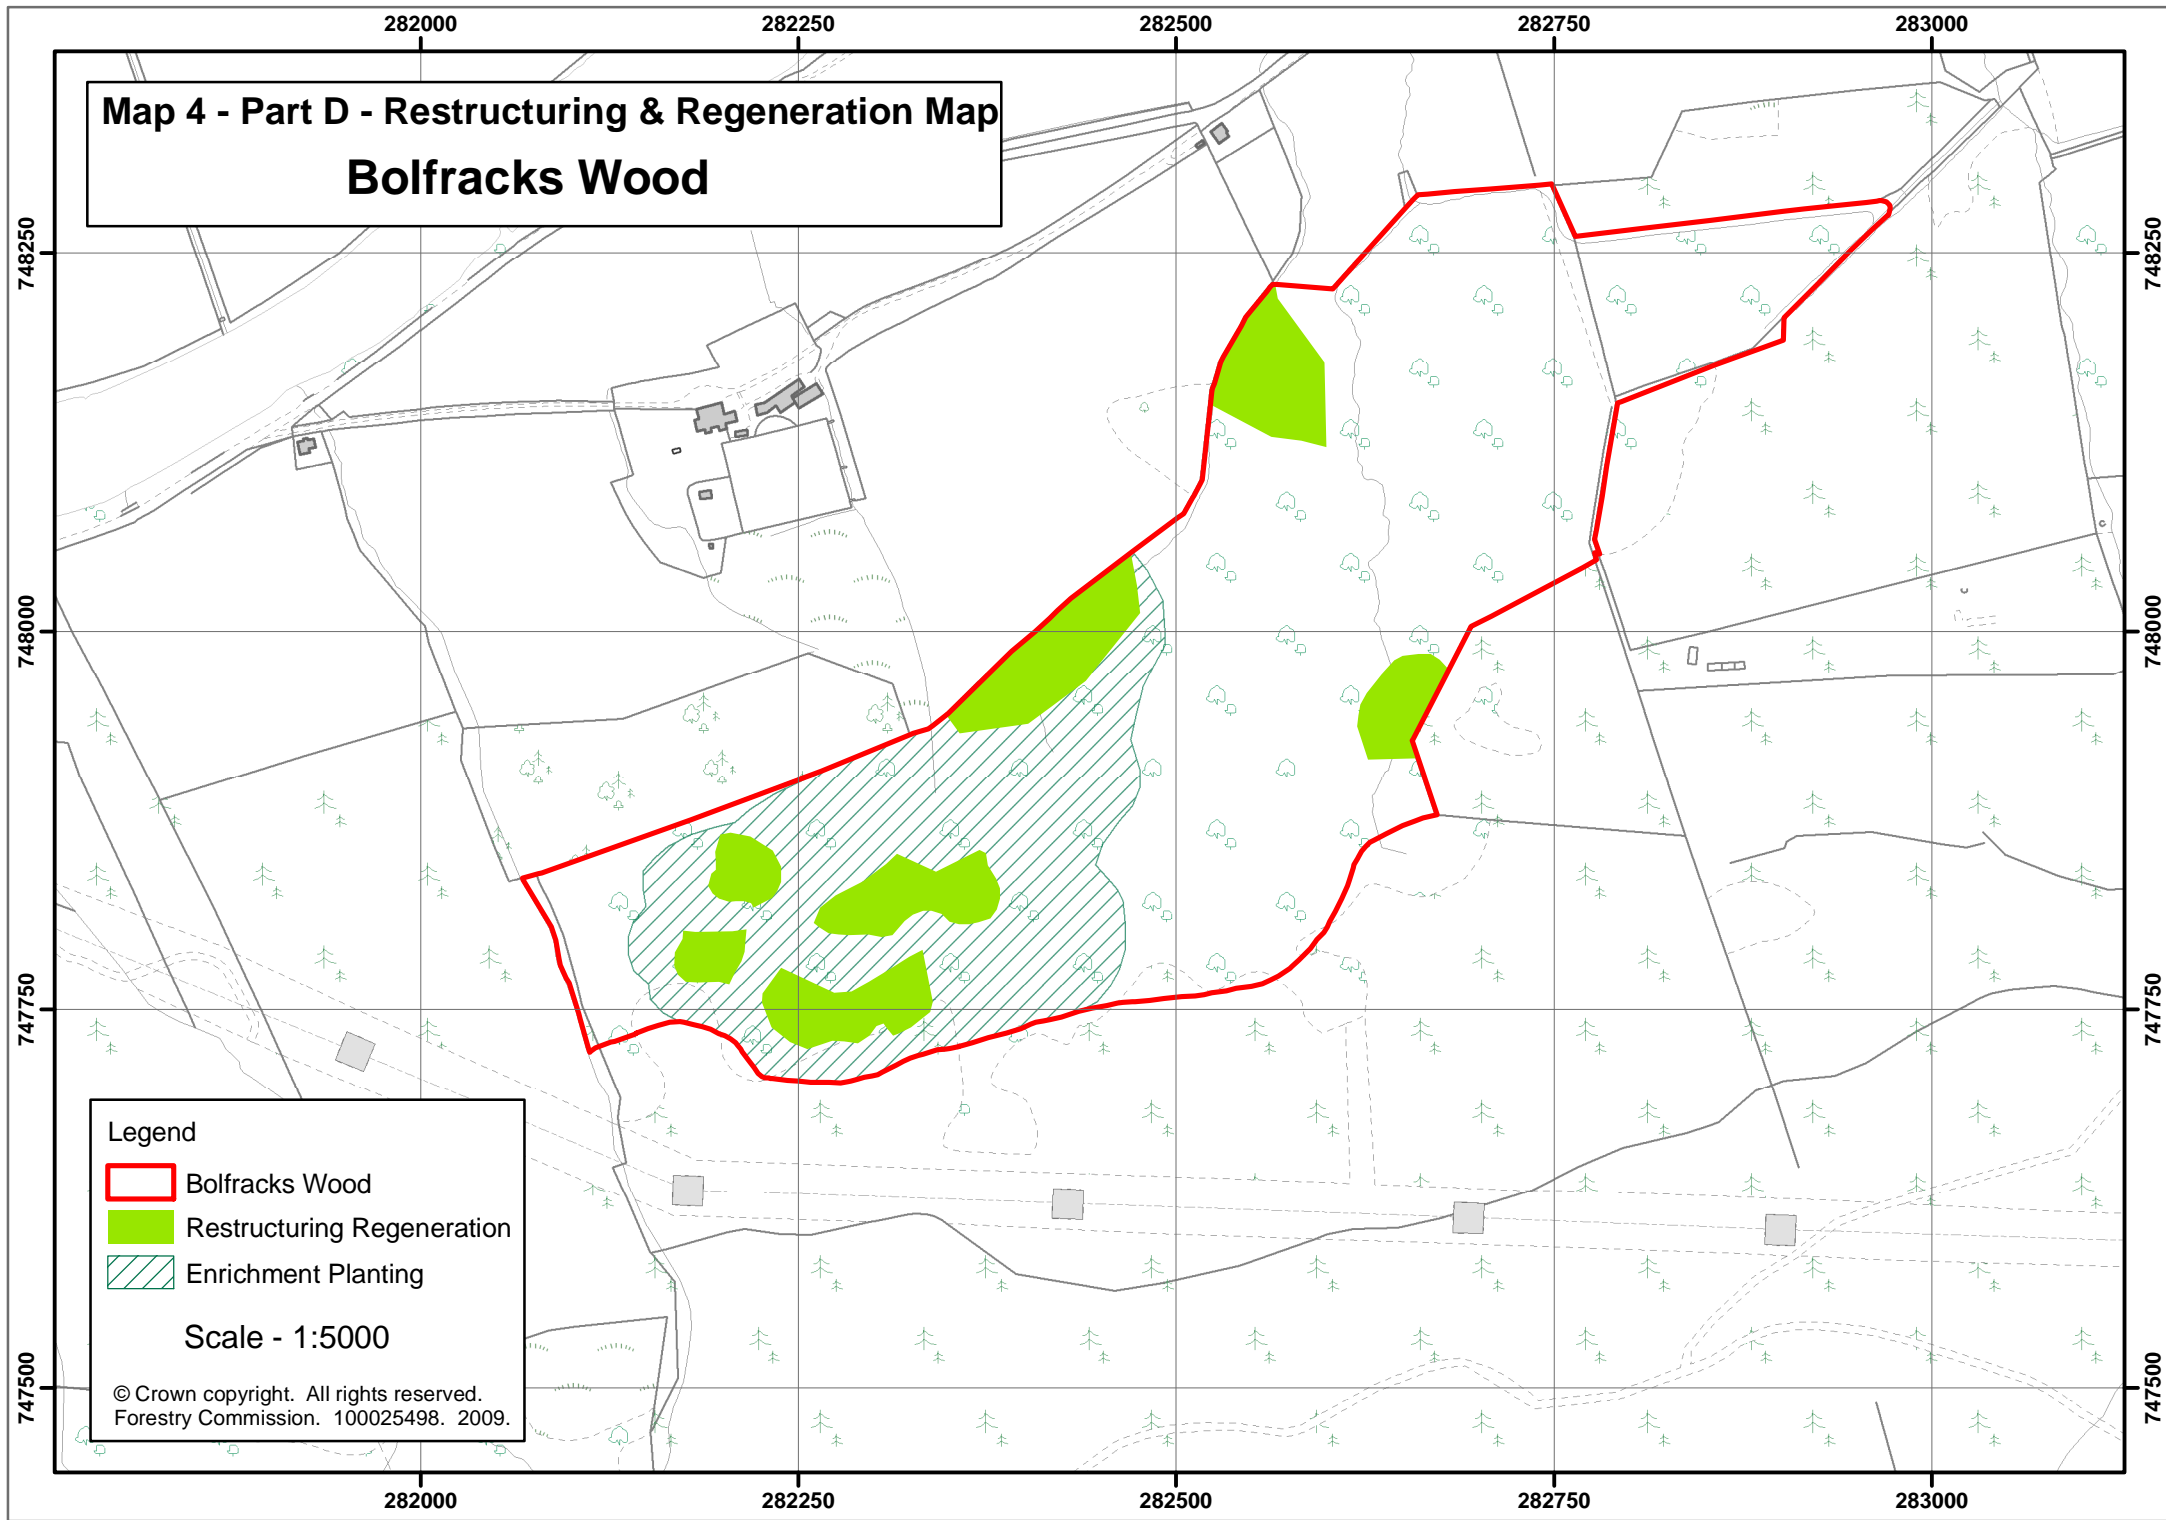 282000 282250 282500 282750 283000
Map 4 - Part D - Restructuring & Regeneration Map
Bolfracks Wood
748250 748250
748000 748000
747750 747750
747500 747500
Legend
Bolfracks Wood
Restructuring Regeneration
Enrichment Planting
Scale - 1:5000
© Crown copyright. All rights reserved.
Forestry Commission. 100025498. 2009.
282000 282250 282500 282750 283000